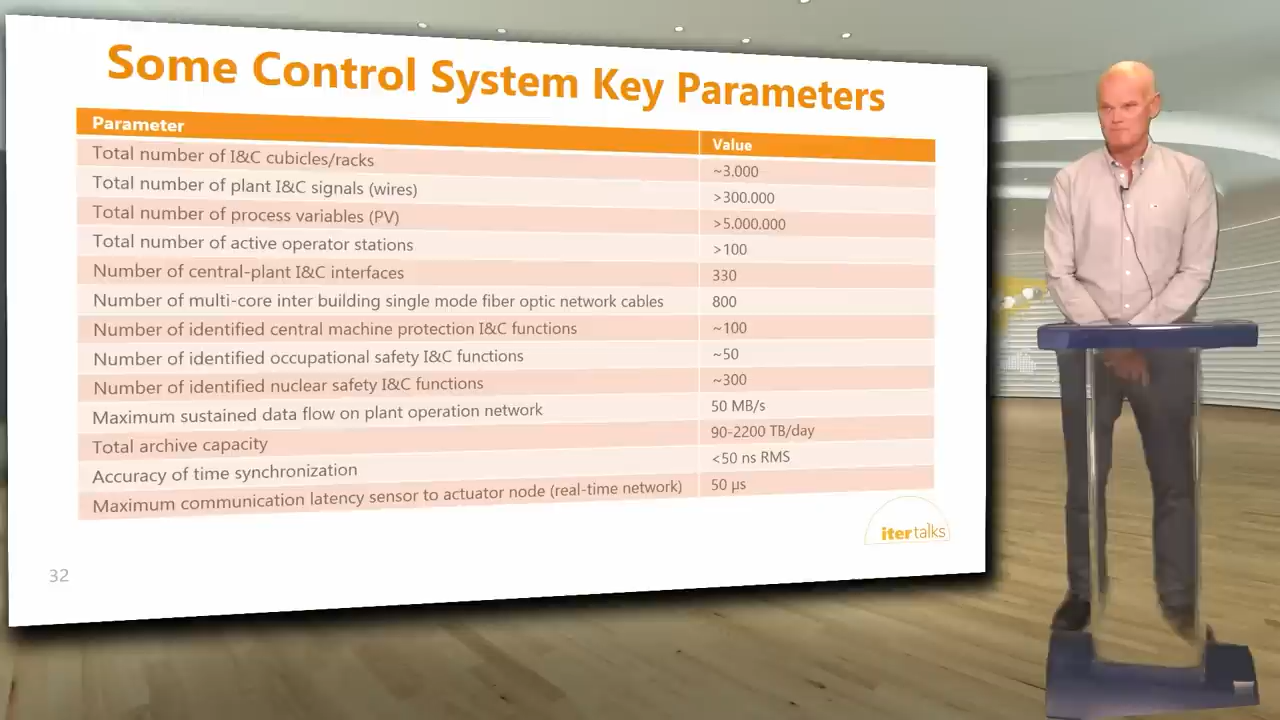 Some Control System Key Parameters
Parameter Value
Total number of I&C cubicles/racks ~3.000
Total number of plant I&C signals (wires) >300.000
Total number of process variables (PV) >5.000.000
Total number of active operator stations >100
Number of central-plant I&C interfaces 330
Number of multi-core inter building single mode fiber optic network cables 800
Number of identified central machine protection I&C functions ~100
Number of identified occupational safety I&C functions ~50
Number of identified nuclear safety I&C functions ~300
Maximum sustained data flow on plant operation network 50 MB/s
Total archive capacity 90-2200 TB/day
Accuracy of time synchronization <50 ns RMS
Maximum communication latency sensor to actuator node (real-time network) 50 µs
iter talks
32